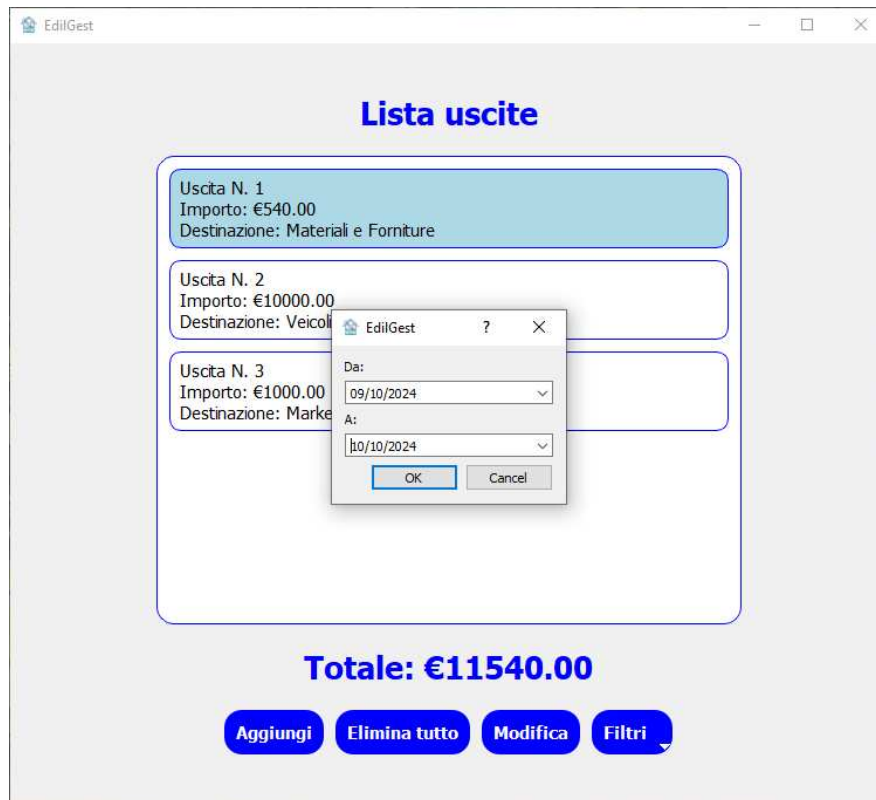 EdilGest
Lista uscite
Uscita N. 1
Importo: €540.00
Destinazione: Materiali e Forniture
Uscita N. 2
Importo: €10000.00
Destinazione: Veicoli
Uscita N. 3
Importo: €1000.00
Destinazione: Marke
EdilGest ?
Da:
09/10/2024
A:
10/10/2024
OK Cancel
Totale: €11540.00
Aggiungi Elimina tutto Modifica Filtri